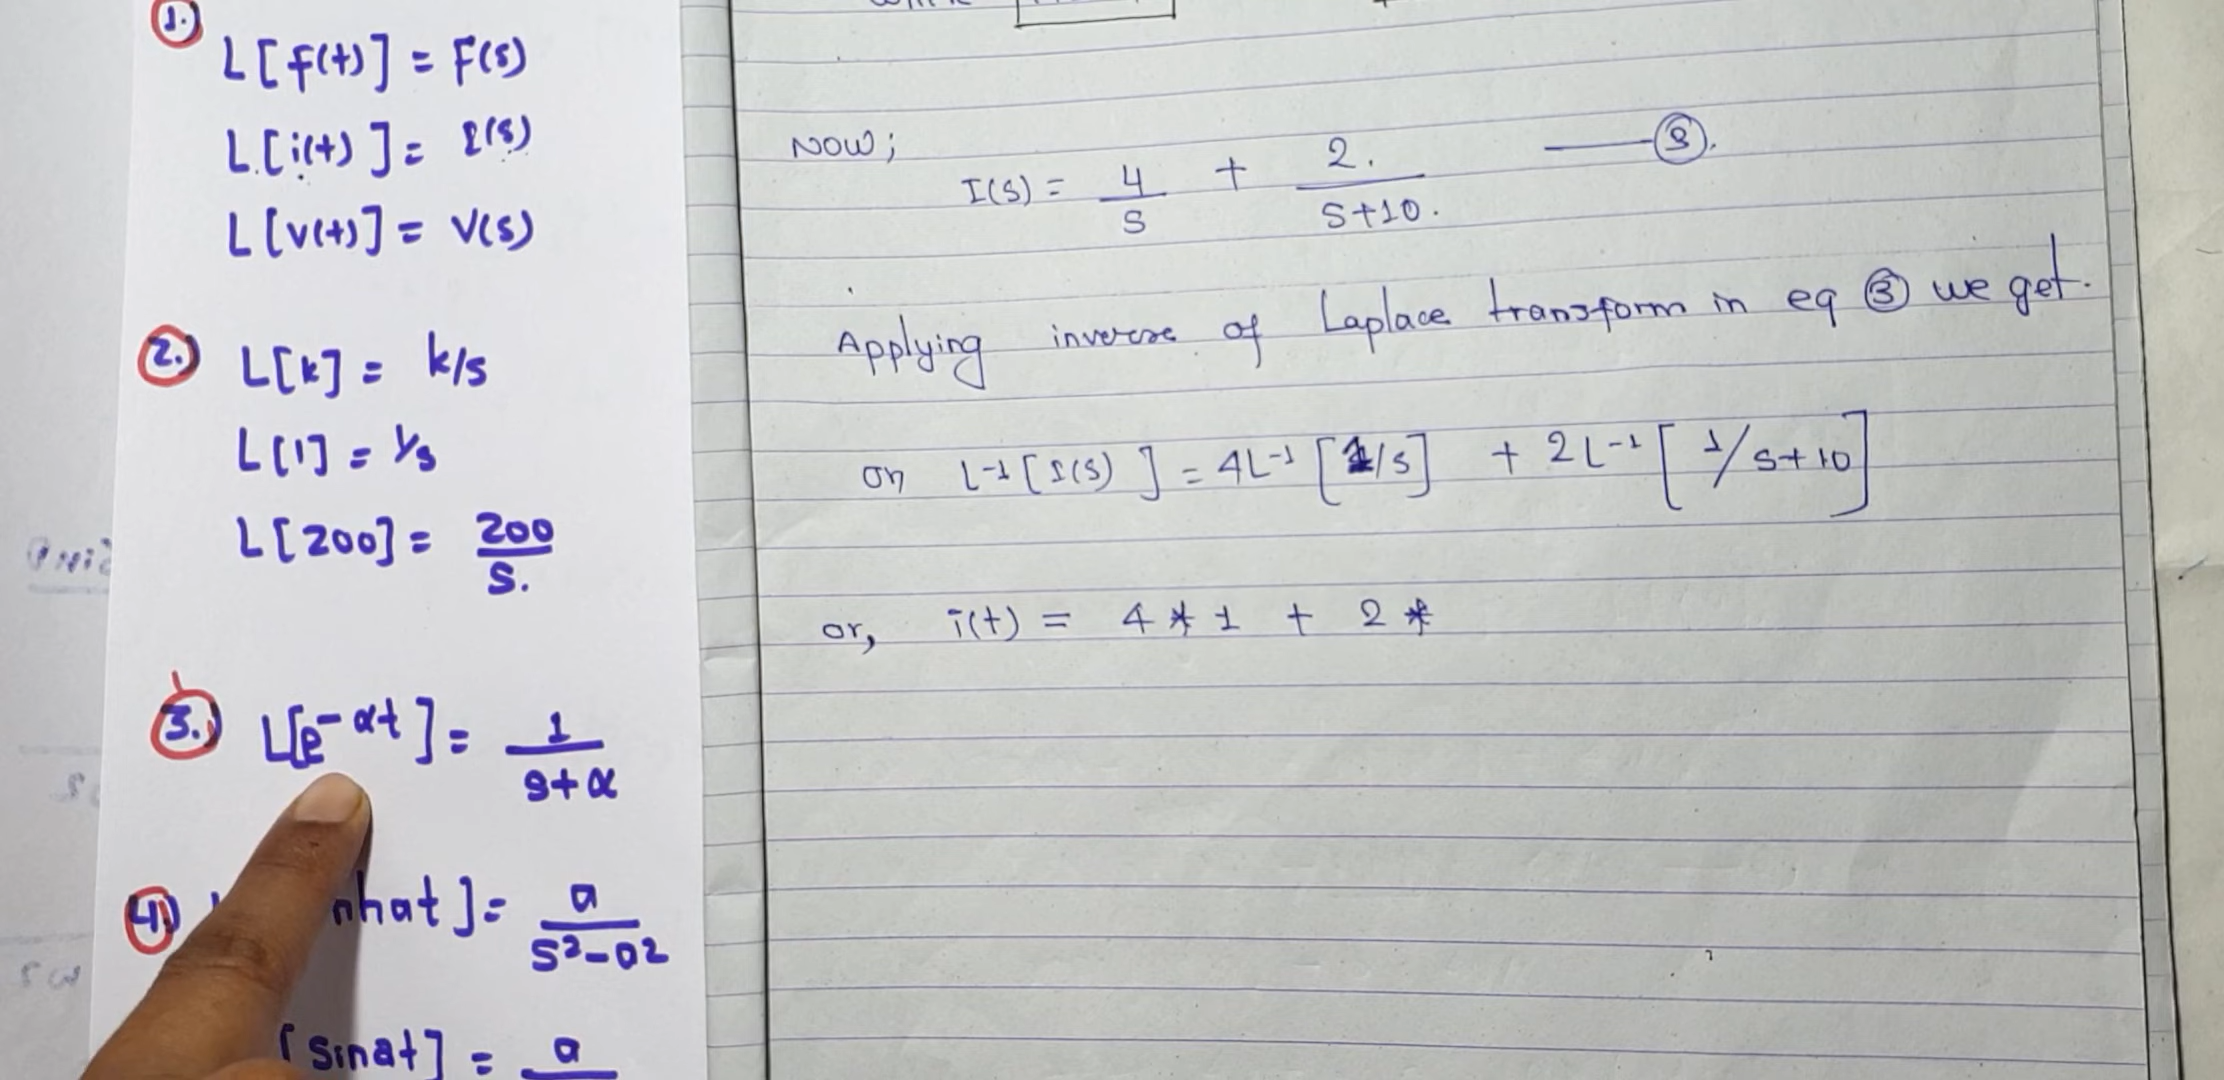 1.)
L[f(t)] = F(s)
L[i(t)] = I(s)
L[v(t)] = V(s)
2.) L[k] = k/s
L[1] = 1/s
L[200] = 200/S.
3.) L[e^-αt] = 1/s+α
4.) nhat] = a/s²-a²
[sinat] = a
Now;
I(s) = 4/s + 2./s+10. ——③.
Applying inverse of Laplace transform in eq ③ we get.
or L-1[I(s)] = 4L-1[1/s] + 2L-1[1/s+10]
or, i(t) = 4 * 1 + 2 *